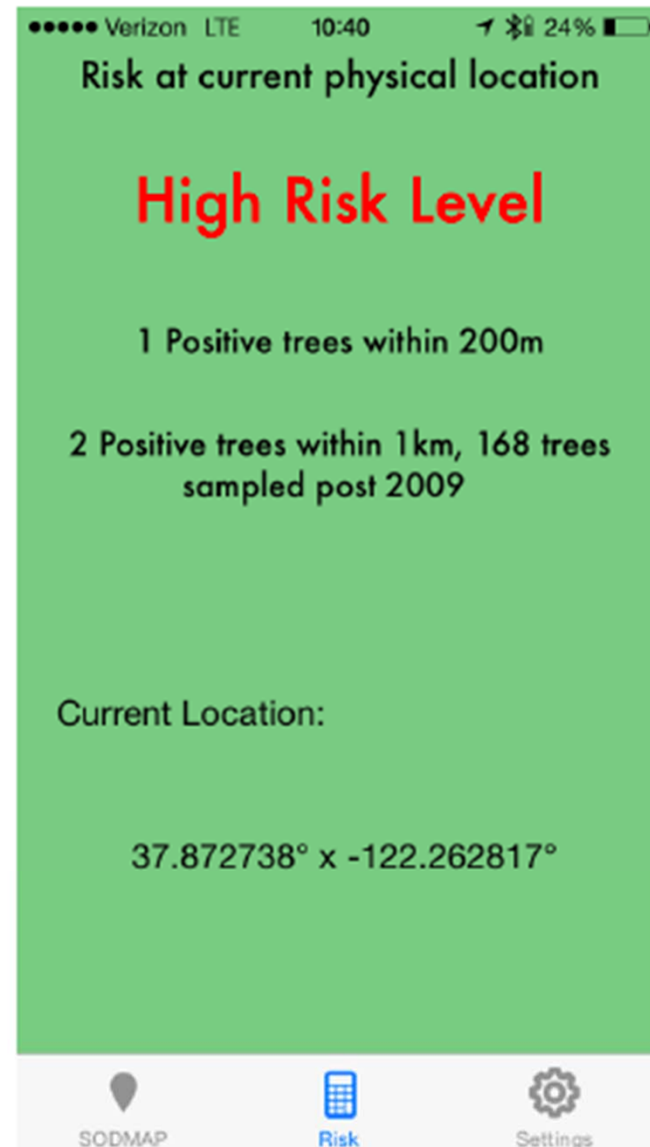 Verizon LTE 10:40 24%
Risk at current physical location
High Risk Level
1 Positive trees within 200m
2 Positive trees within 1km, 168 trees
sampled post 2009
Current Location:
37.872738° x -122.262817°
SODMAP Risk Settings